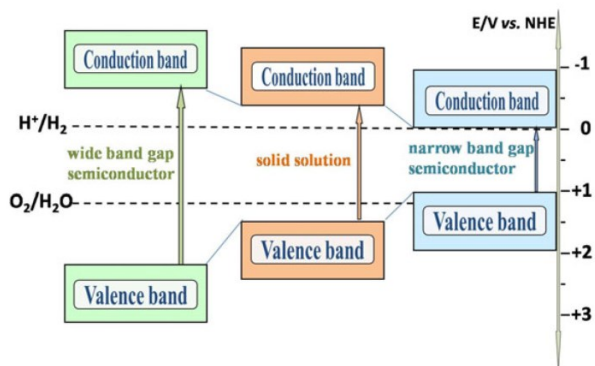 E/V vs. NHE
Conduction band
Conduction band
Conduction band
-1
H⁺/H₂
0
wide band gap
semiconductor
solid solution
narrow band gap
semiconductor
+1
O₂/H₂O
Valence band
Valence band
Valence band
+2
+3